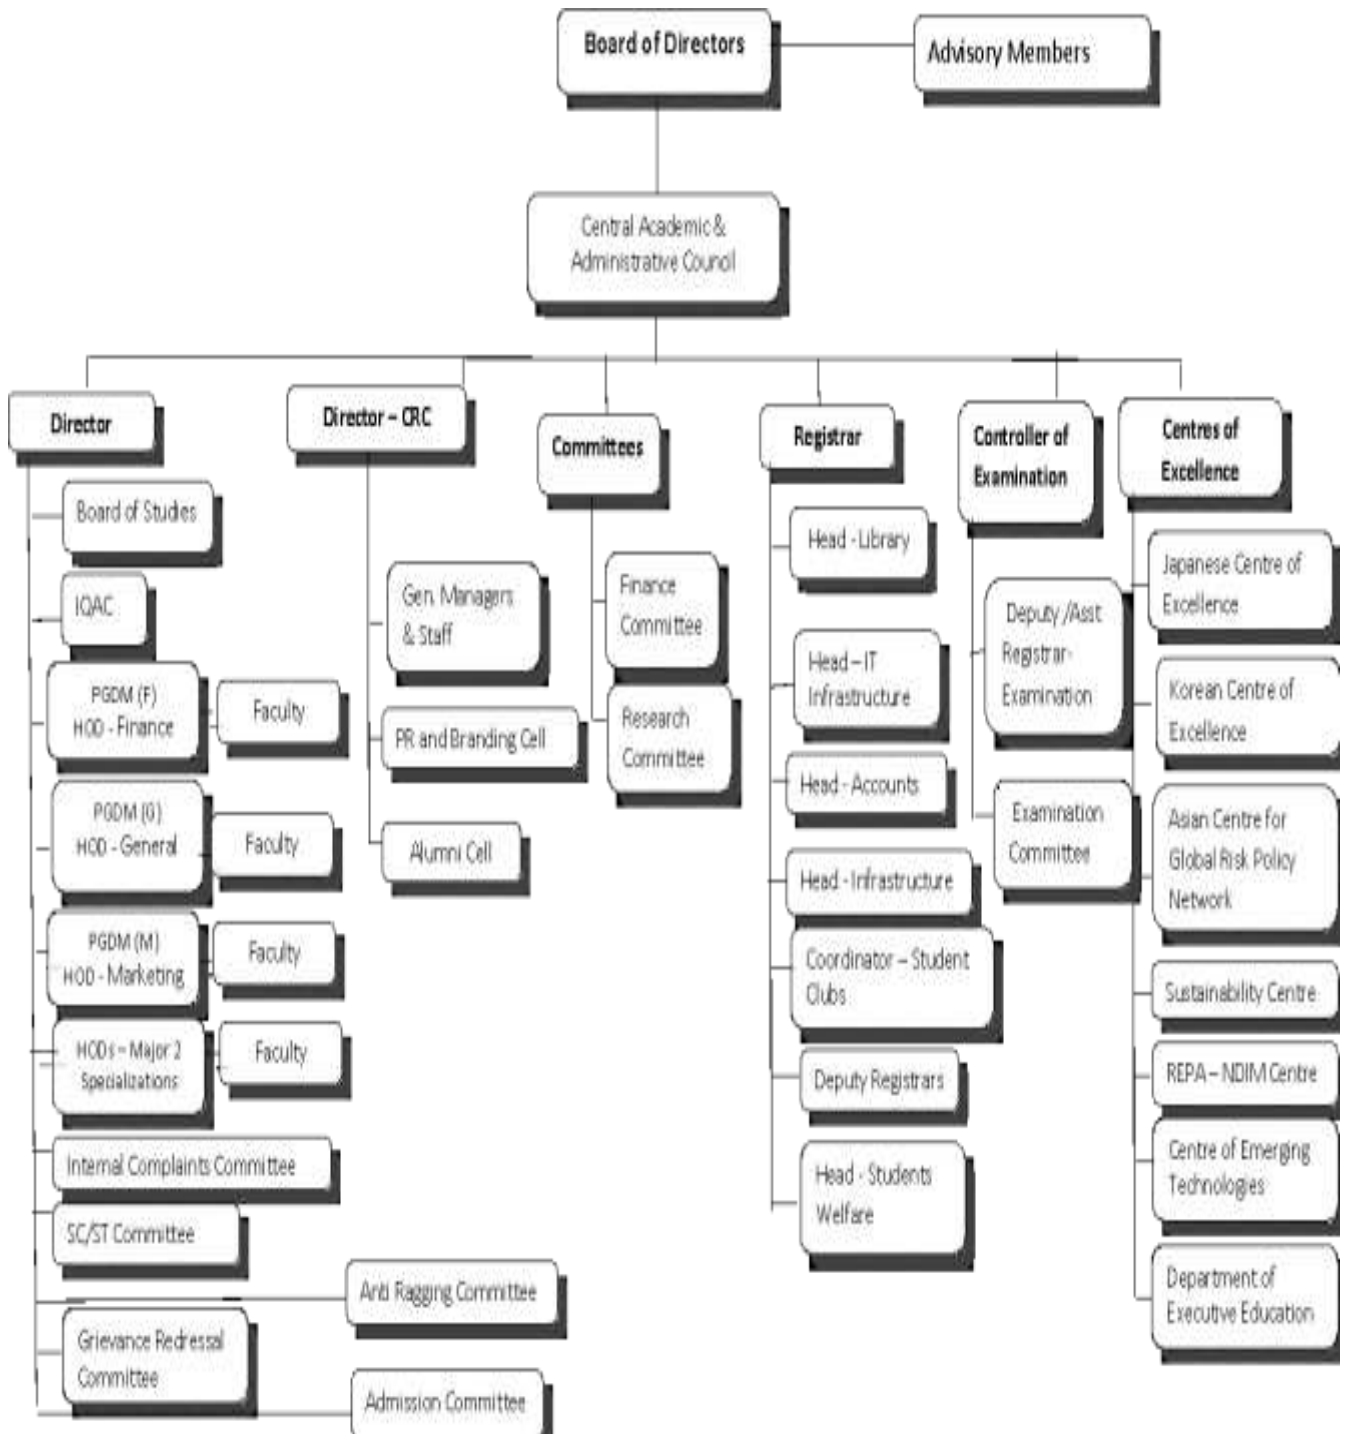 Board of Directors
Advisory Members
Central Academic &
Administrative Council
Director
Board of Studies
IQAC
PGDM (F)
HOD - Finance
Faculty
PGDM (G)
HOD - General
Faculty
PGDM (M)
HOD - Marketing
Faculty
HODs – Major 2
Specializations
Faculty
Internal Complaints Committee
SC/ST Committee
Anti Ragging Committee
Grievance Redressal
Committee
Admission Committee
Director – CRC
Gen. Managers
& Staff
PR and Branding Cell
Alumni Cell
Committees
Finance
Committee
Research
Committee
Registrar
Head - Library
Head – IT
Infrastructure
Head - Accounts
Head - Infrastructure
Coordinator – Student
Clubs
Deputy Registrars
Head - Students
Welfare
Controller of
Examination
Deputy /Asst
Registrar-
Examination
Examination
Committee
Centres of
Excellence
Japanese Centre of
Excellence
Korean Centre of
Excellence
Asian Centre for
Global Risk Policy
Network
Sustainability Centre
REPA – NDIM Centre
Centre of Emerging
Technologies
Department of
Executive Education